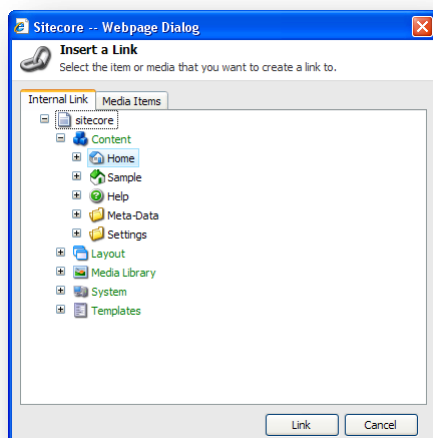 Sitecore -- Webpage Dialog
Insert a Link
Select the item or media that you want to create a link to.
Internal Link Media Items
sitecore
Content
Home
Sample
Help
Meta-Data
Settings
Layout
Media Library
System
Templates
Link Cancel